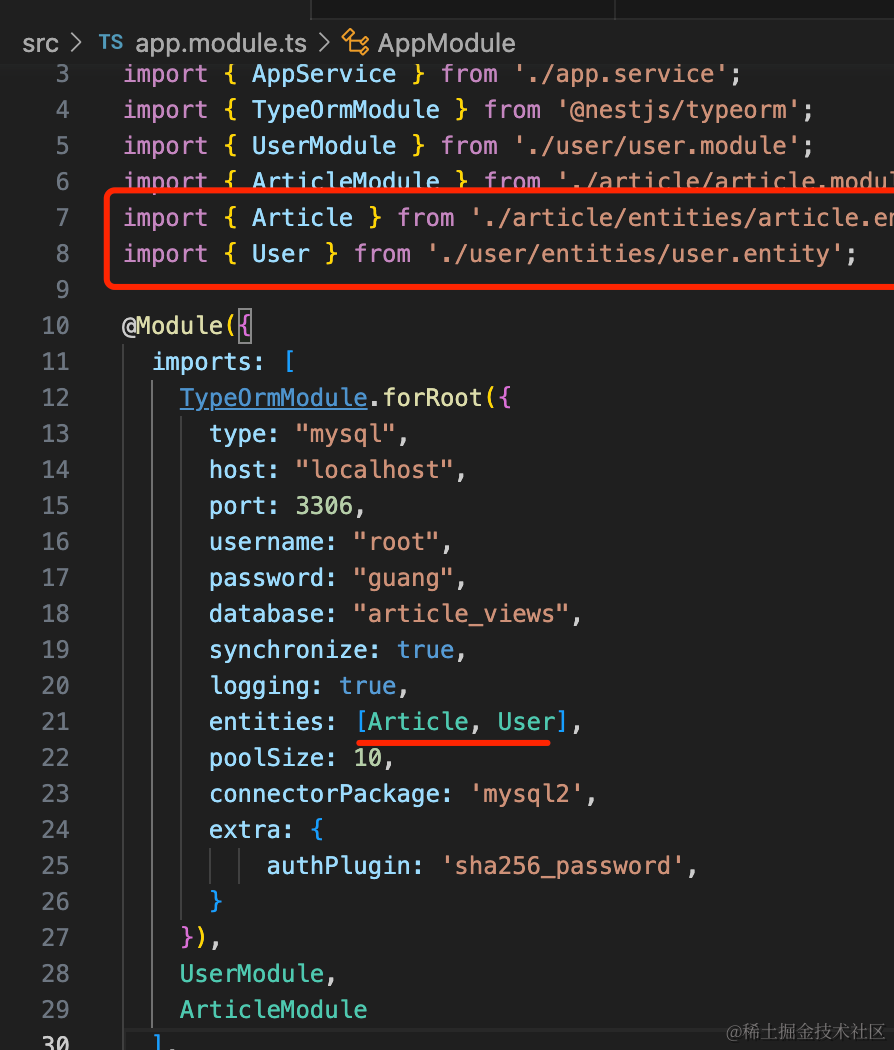 src > TS app.module.ts > AppModule
3 import { AppService } from './app.service';
4 import { TypeOrmModule } from '@nestjs/typeorm';
5 import { UserModule } from './user/user.module';
6 import { ArticleModule } from './article/article.modul
7 import { Article } from './article/entities/article.en
8 import { User } from './user/entities/user.entity';
9
10 @Module({
11 imports: [
12 TypeOrmModule.forRoot({
13 type: "mysql",
14 host: "localhost",
15 port: 3306,
16 username: "root",
17 password: "guang",
18 database: "article_views",
19 synchronize: true,
20 logging: true,
21 entities: [Article, User],
22 poolSize: 10,
23 connectorPackage: 'mysql2',
24 extra: {
25 authPlugin: 'sha256_password',
26 }
27 }),
28 UserModule,
29 ArticleModule
30 ],
@稀土掘金技术社区